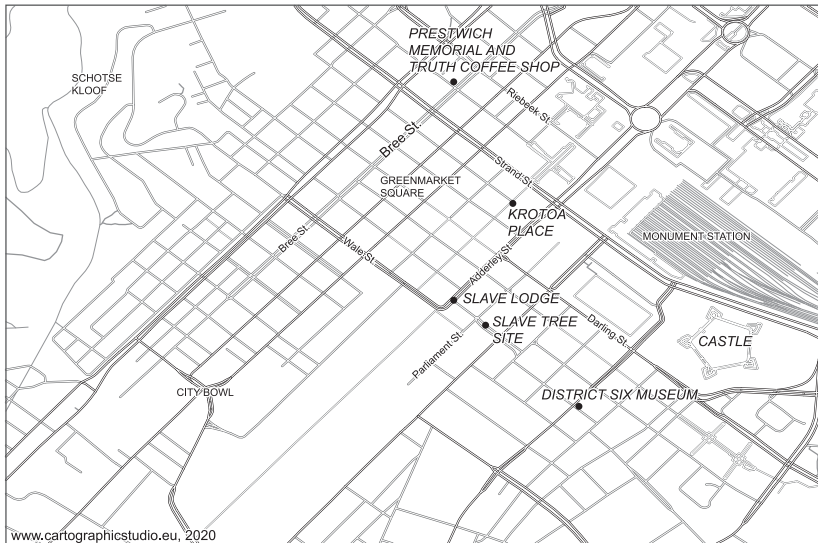 PRESTWICH
MEMORIAL AND
TRUTH COFFEE SHOP
SCHOTSE
KLOOF
Riebeek St.
Bree St.
Strand St.
GREENMARKET
SQUARE
KROTOA
PLACE
Bree St.
Wale St.
MONUMENT STATION
Adderley St.
SLAVE LODGE
SLAVE TREE
SITE
Darling St.
Parliament St.
CASTLE
CITY BOWL
DISTRICT SIX MUSEUM
www.cartographicstudio.eu, 2020